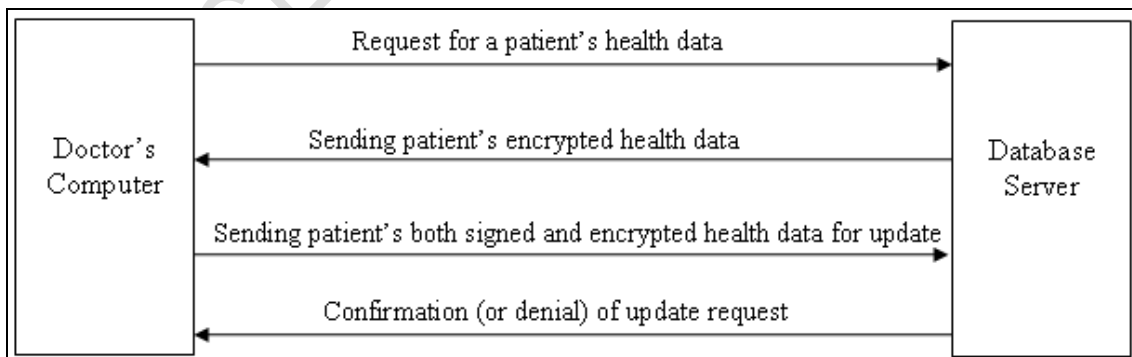 Request for a patient's health data
Sending patient's encrypted health data
Doctor's
Computer
Database
Server
Sending patient's both signed and encrypted health data for update
Confirmation (or denial) of update request